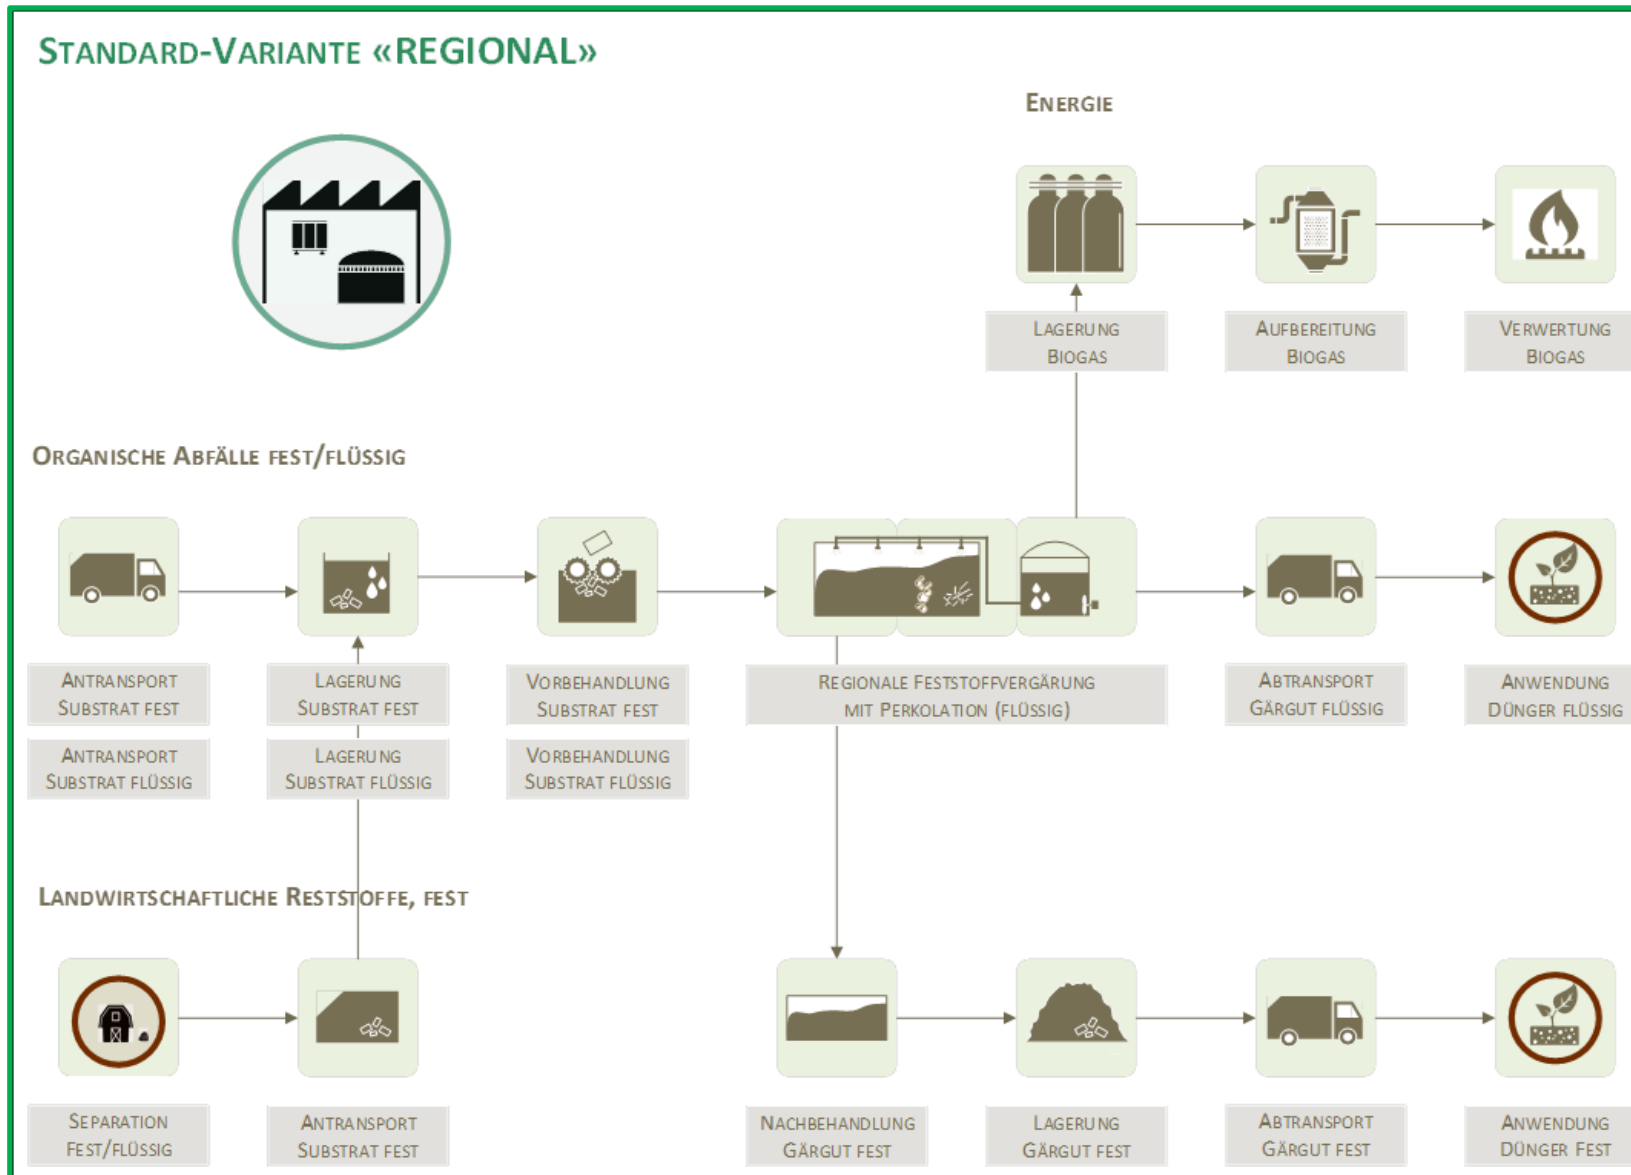 STANDARD-VARIANTE «REGIONAL»
ENERGIE
LAGERUNG
BIOGAS
AUFBEREITUNG
BIOGAS
VERWERTUNG
BIOGAS
ORGANISCHE ABFÄLLE FEST/FLÜSSIG
ANTRANSPORT
SUBSTRAT FEST
LAGERUNG
SUBSTRAT FEST
VORBEHANDLUNG
SUBSTRAT FEST
REGIONALE FESTSTOFFVERGÄRUNG
MIT PERKOLATION (FLÜSSIG)
ABTRANSPORT
GÄRGUT FLÜSSIG
ANWENDUNG
DÜNGER FLÜSSIG
ANTRANSPORT
SUBSTRAT FLÜSSIG
LAGERUNG
SUBSTRAT FLÜSSIG
VORBEHANDLUNG
SUBSTRAT FLÜSSIG
LANDWIRTSCHAFTLICHE RESTSTOFFE, FEST
SEPARATION
FEST/FLÜSSIG
ANTRANSPORT
SUBSTRAT FEST
NACHBEHANDLUNG
GÄRGUT FEST
LAGERUNG
GÄRGUT FEST
ABTRANSPORT
GÄRGUT FEST
ANWENDUNG
DÜNGER FEST